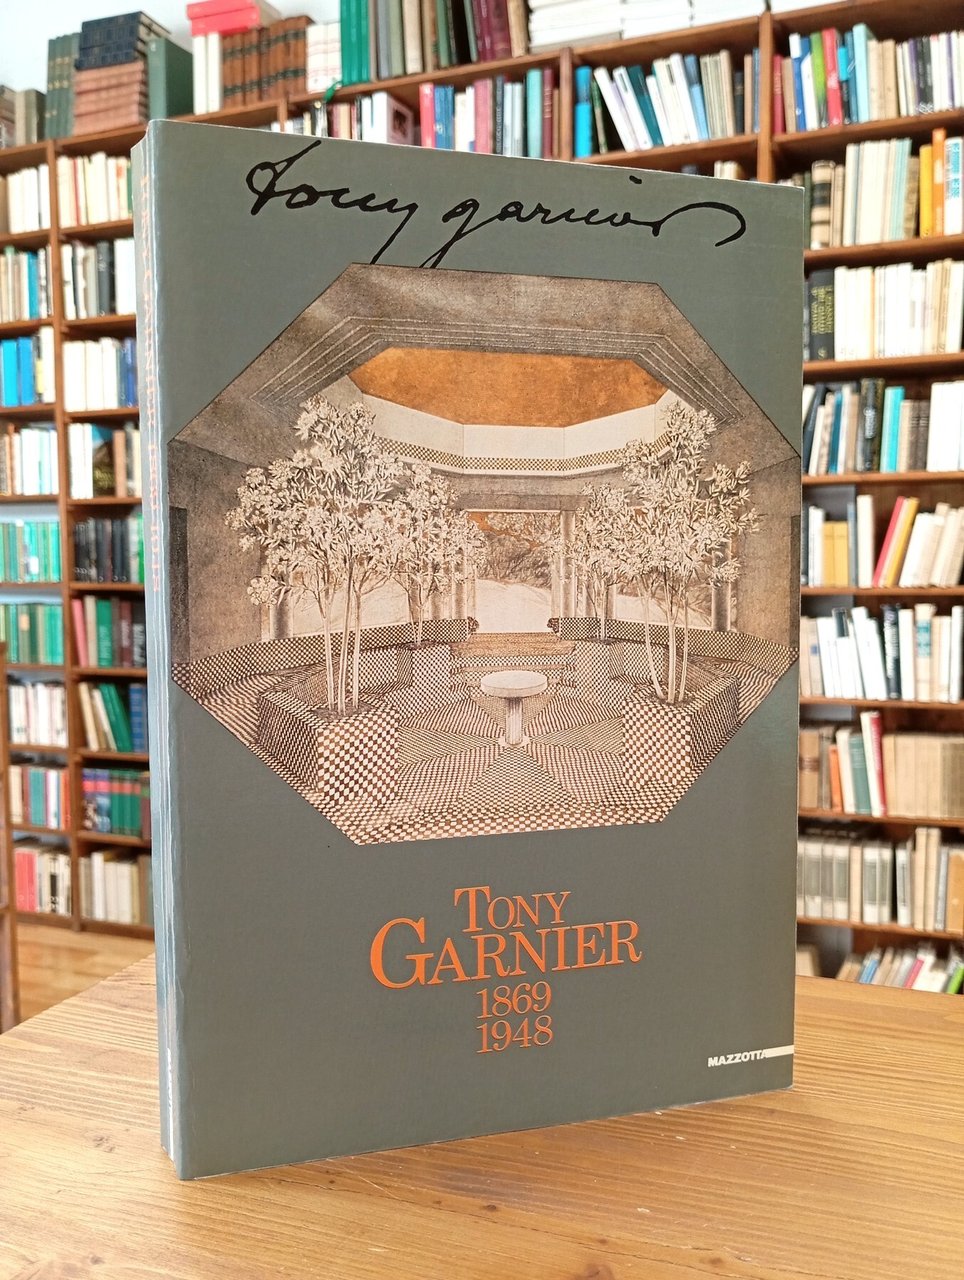 tony garnier
TONY
GARNIER
1869
1948
MAZZOTTA